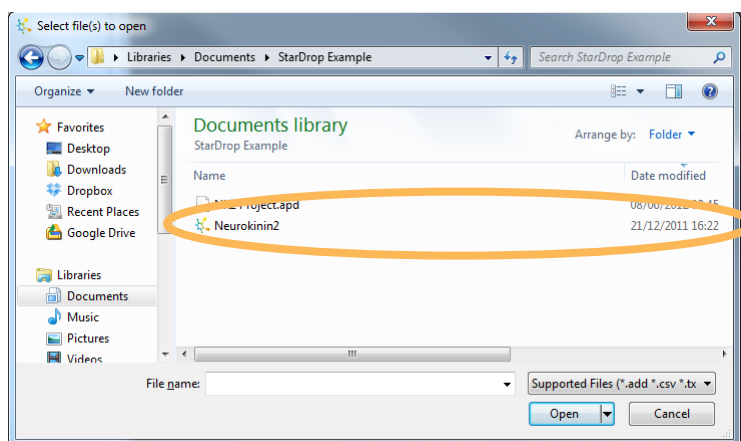 Select file(s) to open
Libraries Documents StarDrop Example
Search StarDrop Example
Organize New folder
Favorites
Desktop
Downloads
Dropbox
Recent Places
Google Drive
Libraries
Documents
Music
Pictures
Videos
Documents library
StarDrop Example
Arrange by: Folder
Name Date modified
Project.apd
Neurokinin2 21/12/2011 16:22
File name:
Supported Files (*.add *.csv *.tx
Open Cancel